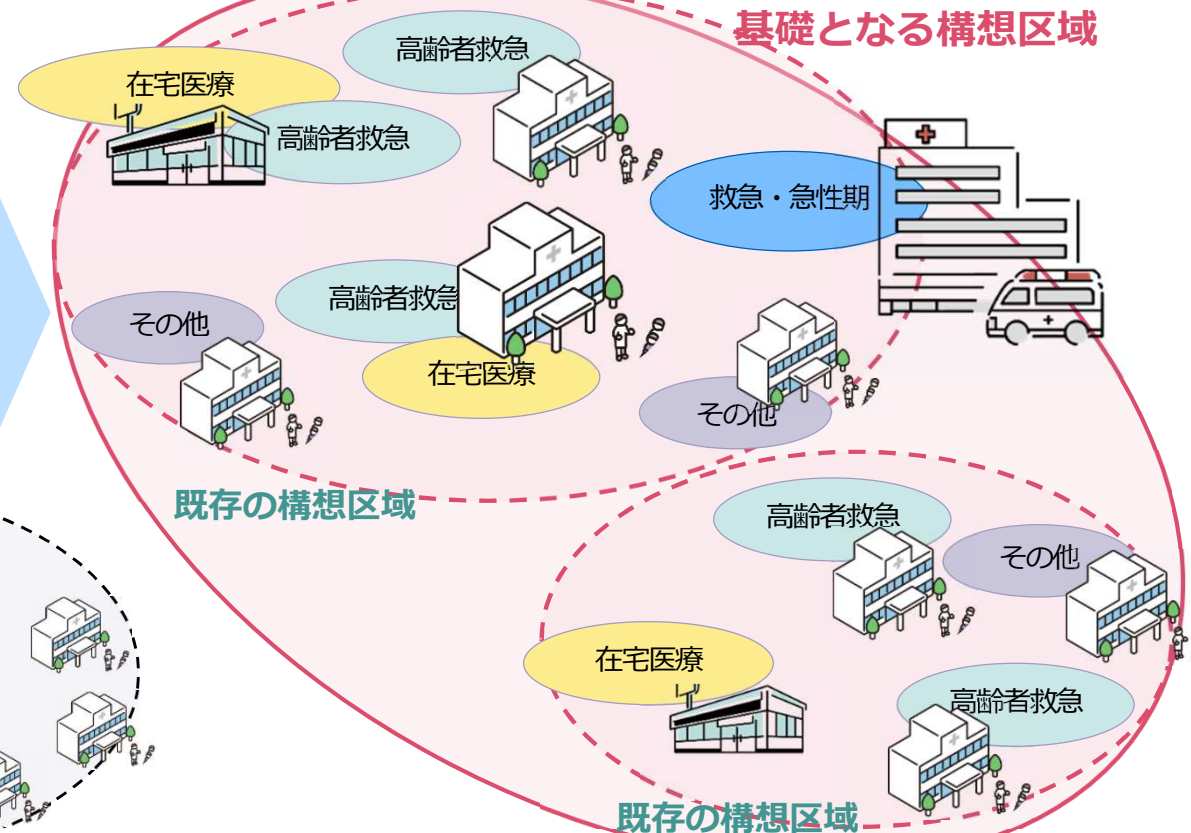 基礎となる構想区域
高齢者救急
在宅医療
高齢者救急
救急・急性期
高齢者救急
その他
在宅医療
その他
既存の構想区域
高齢者救急
その他
在宅医療
高齢者救急
既存の構想区域